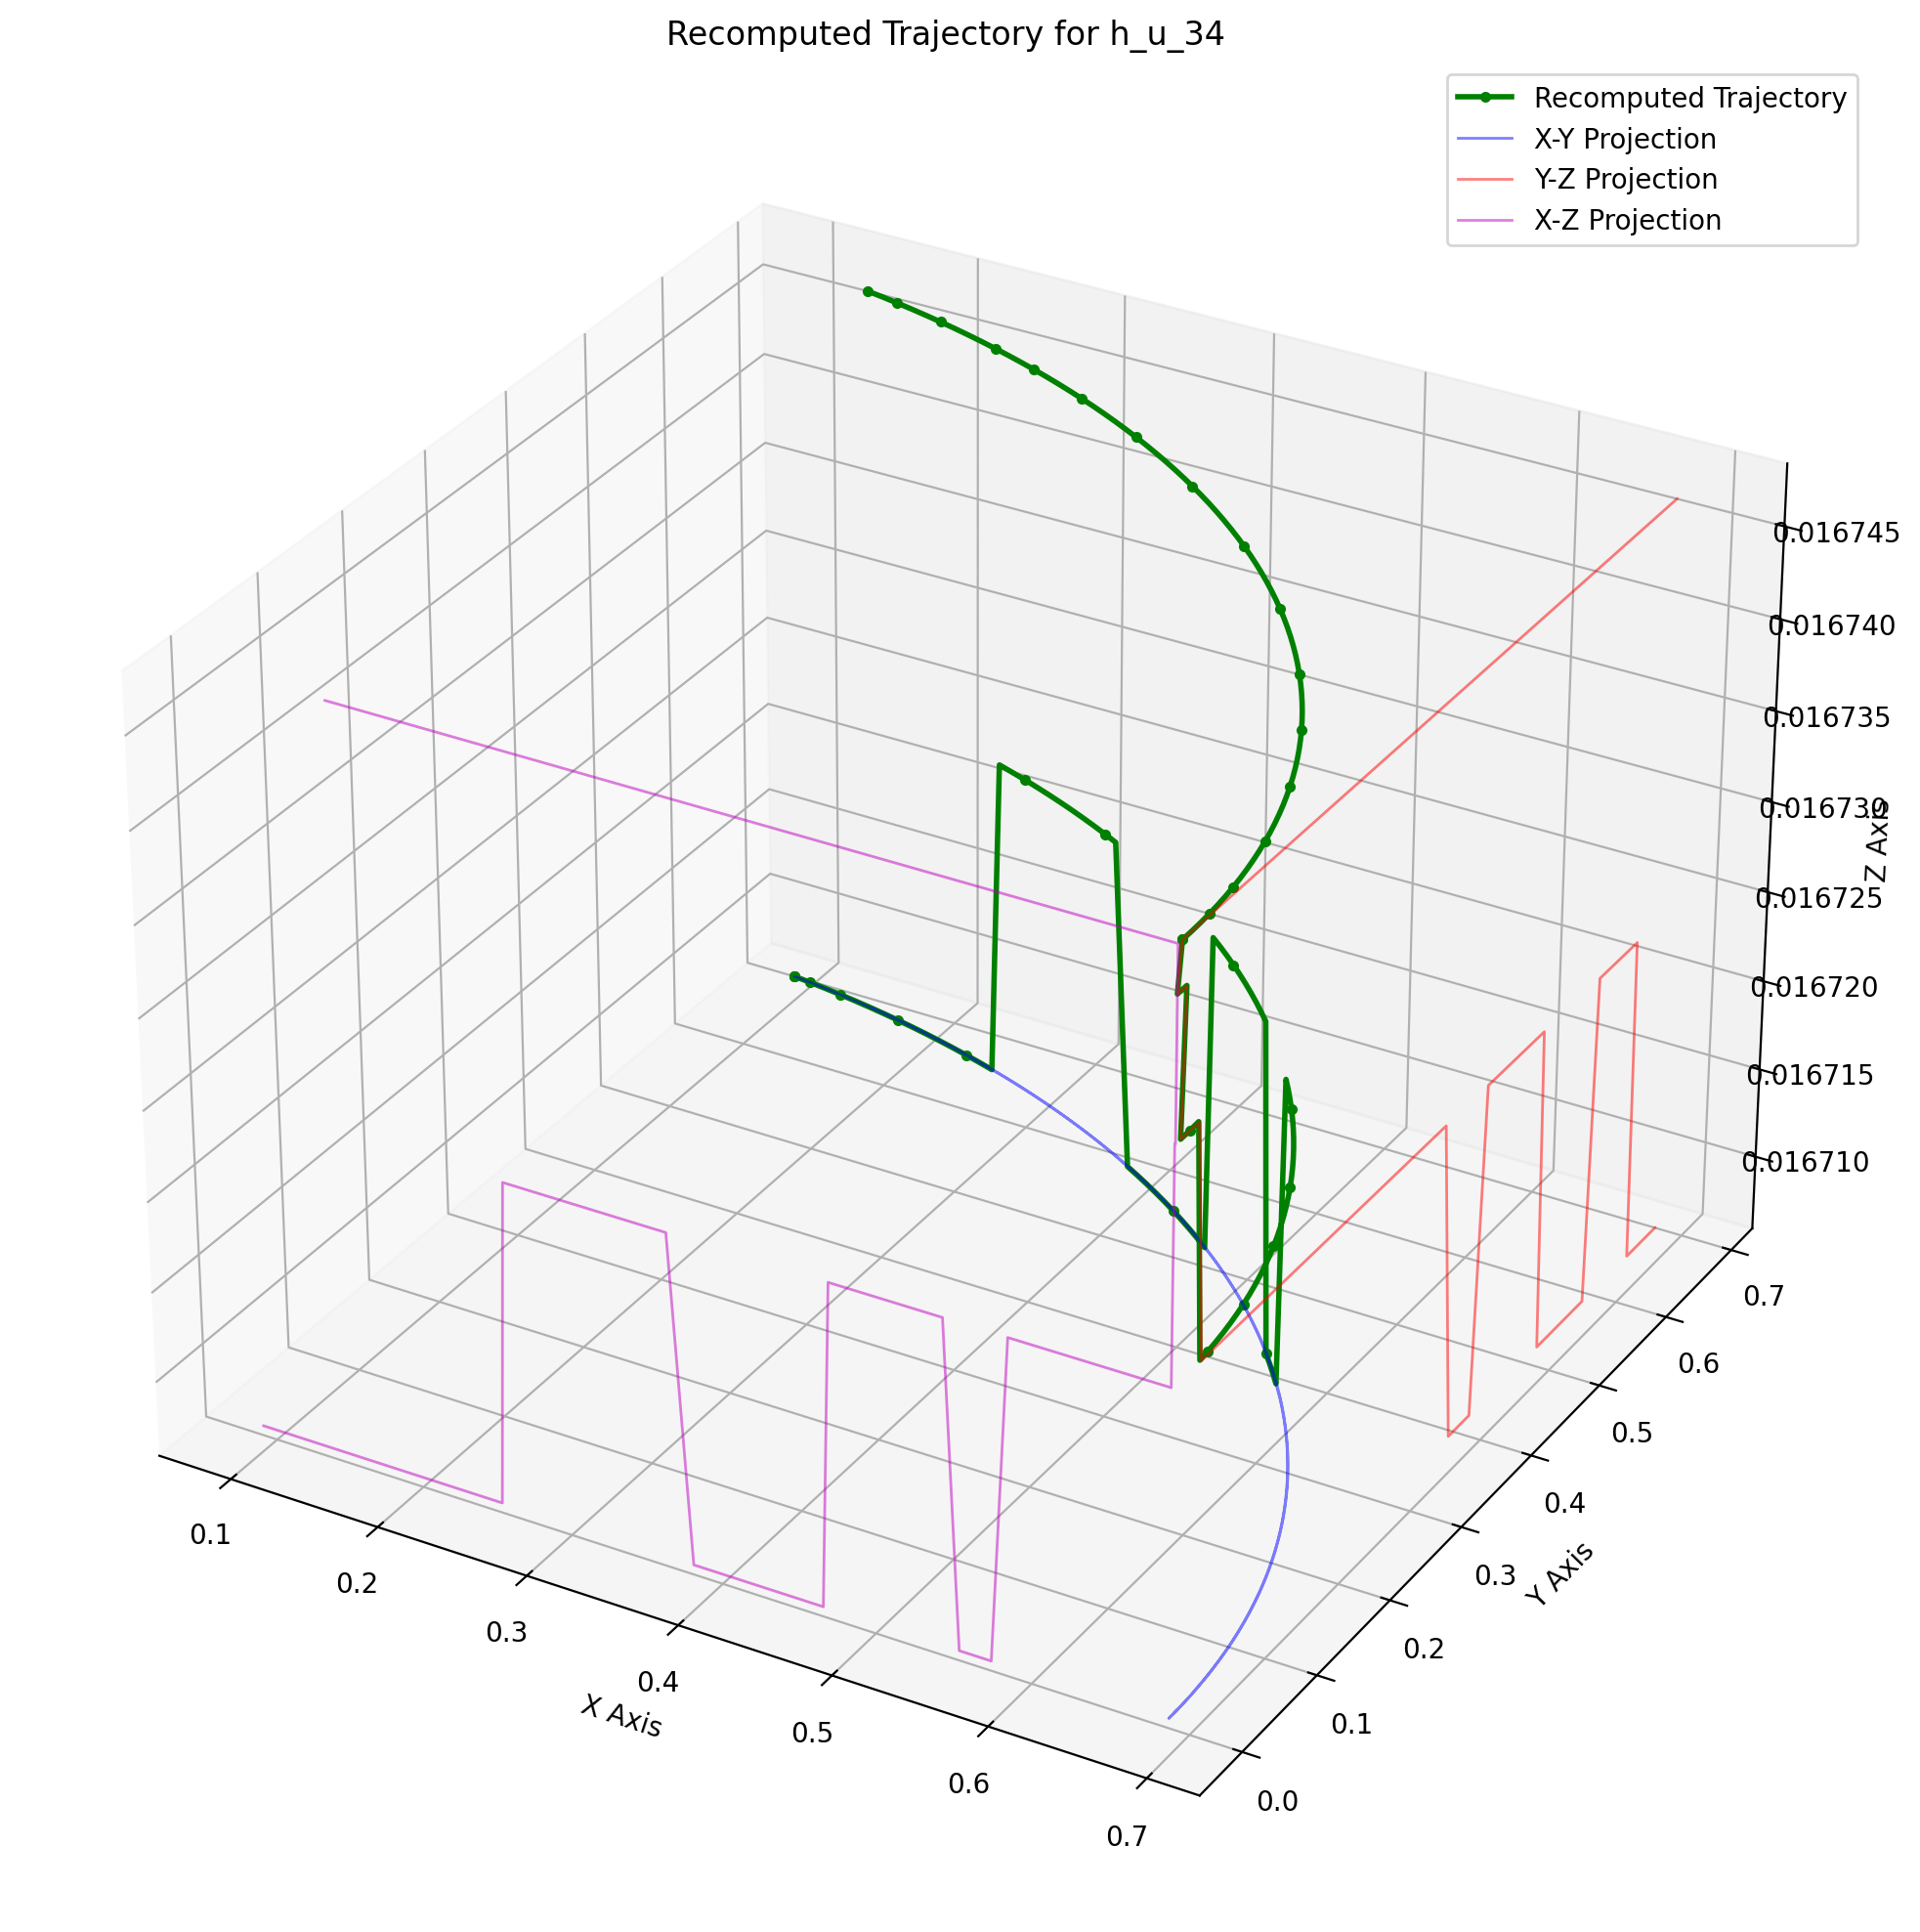 Recomputed Trajectory for h_u_34
Recomputed Trajectory
X-Y Projection
Y-Z Projection
X-Z Projection
0.016745
0.016740
0.016735
0.016730
0.016725
0.016720
0.016715
0.016710
Z Axis
0.7
0.6
0.5
0.4
0.3
0.2
0.1
0.0
Y Axis
0.1
0.2
0.3
0.4
0.5
0.6
0.7
X Axis